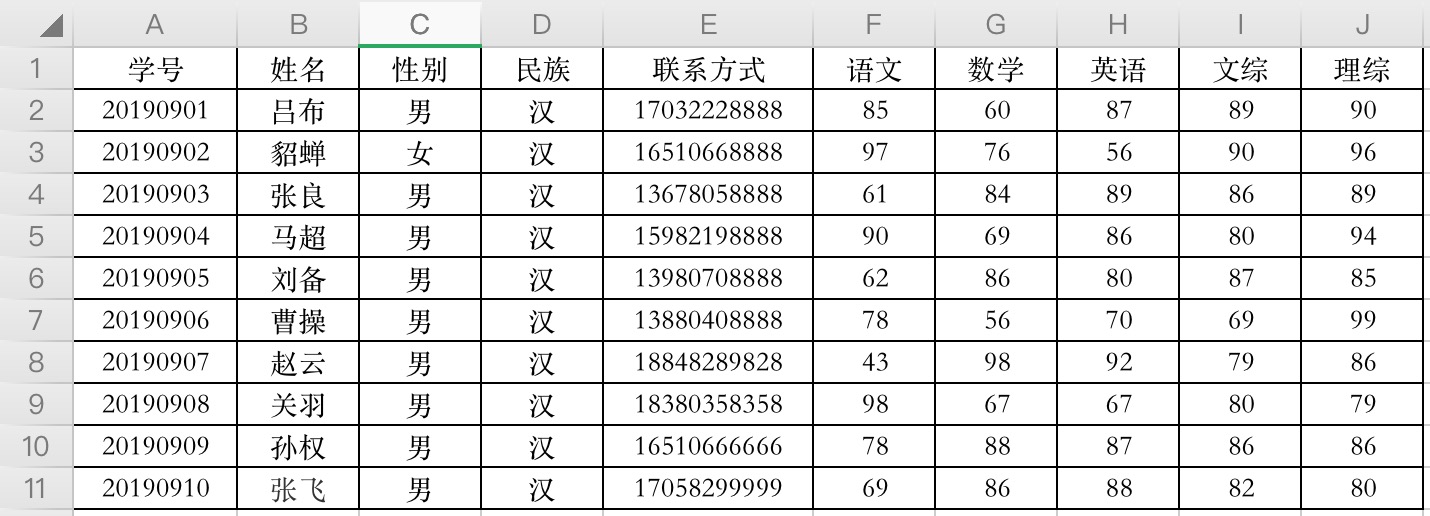 A B C D E F G H I J
1 学号 姓名 性别 民族 联系方式 语文 数学 英语 文综 理综
2 20190901 吕布 男 汉 17032228888 85 60 87 89 90
3 20190902 貂蝉 女 汉 16510668888 97 76 56 90 96
4 20190903 张良 男 汉 13678058888 61 84 89 86 89
5 20190904 马超 男 汉 15982198888 90 69 86 80 94
6 20190905 刘备 男 汉 13980708888 62 86 80 87 85
7 20190906 曹操 男 汉 13880408888 78 56 70 69 99
8 20190907 赵云 男 汉 18848289828 43 98 92 79 86
9 20190908 关羽 男 汉 18380358358 98 67 67 80 79
10 20190909 孙权 男 汉 16510666666 78 88 87 86 86
11 20190910 张飞 男 汉 17058299999 69 86 88 82 80